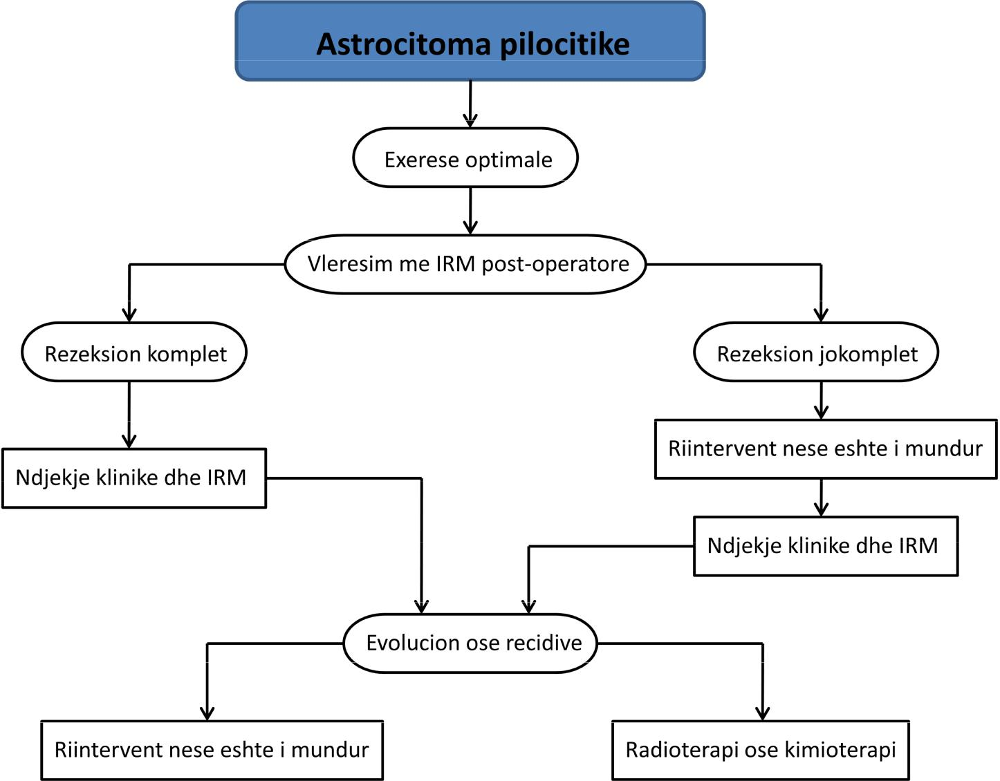 Astrocitoma pilocitike
Exerese optimale
Vleresim me IRM post-operatore
Rezeksion komplet
Rezeksion jokomplet
Riintervent nese eshte i mundur
Ndjekje klinike dhe IRM
Ndjekje klinike dhe IRM
Evolucion ose recidive
Riintervent nese eshte i mundur
Radioterapi ose kimioterapi